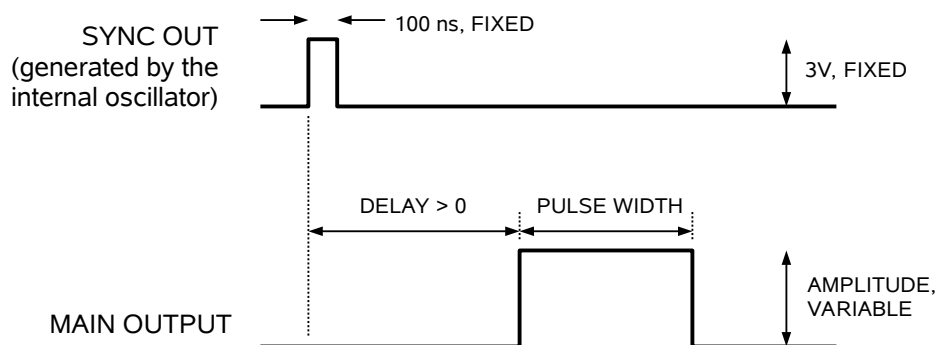 100 ns, FIXED
SYNC OUT
(generated by the
internal oscillator)
3V, FIXED
DELAY > 0
PULSE WIDTH
AMPLITUDE,
VARIABLE
MAIN OUTPUT